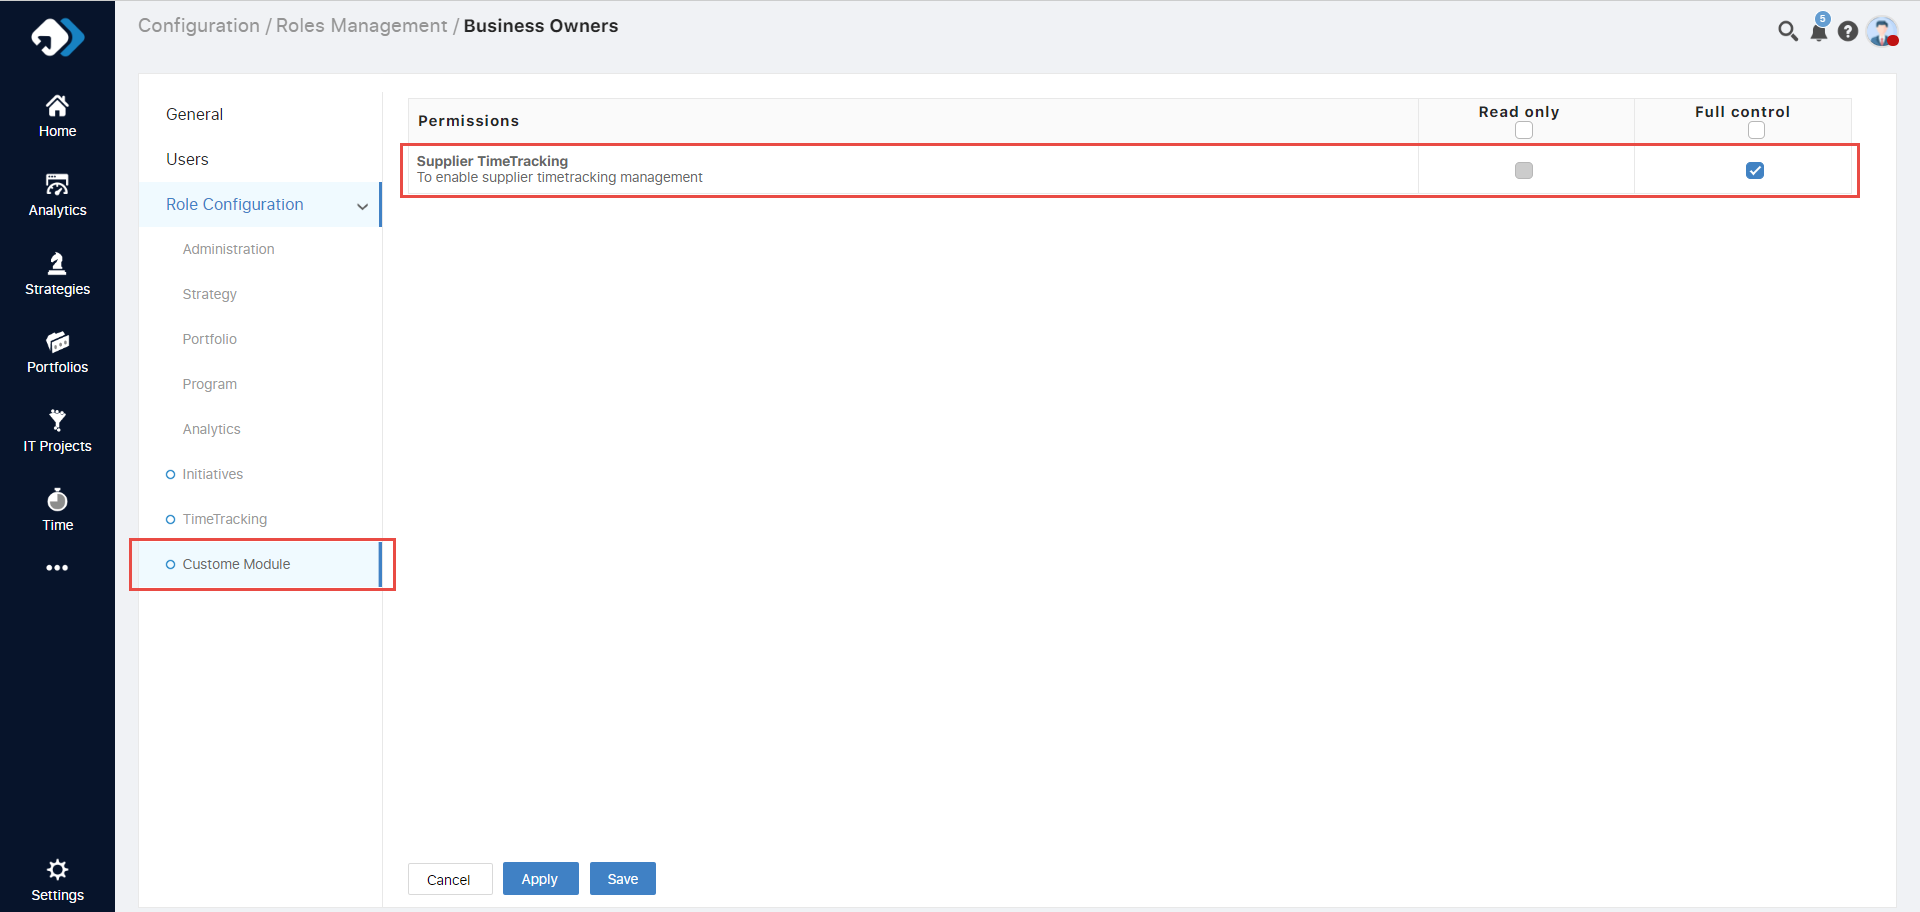 Configuration / Roles Management / Business Owners
5
?
Home
Analytics
Strategies
Portfolios
IT Projects
Time
Settings
General
Users
Role Configuration
Administration
Strategy
Portfolio
Program
Analytics
Initiatives
TimeTracking
Custome Module
Permissions
Read only
Full control
Supplier TimeTracking
To enable supplier timetracking management
Cancel
Apply
Save